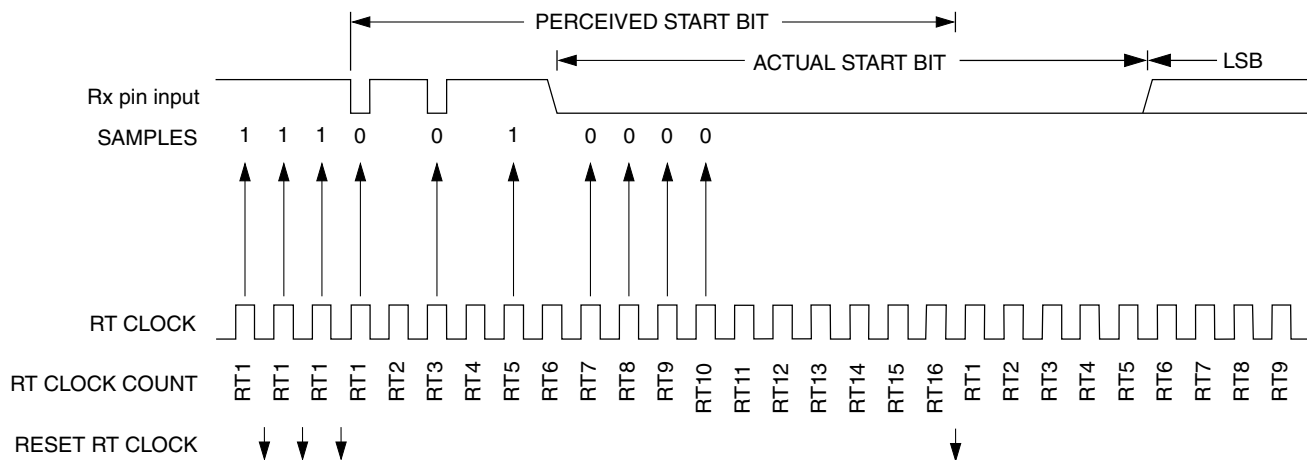 PERCEIVED START BIT
ACTUAL START BIT
LSB
Rx pin input
SAMPLES 1 1 1 0 0 1 0 0 0 0
RT CLOCK
RT CLOCK COUNT RT1 RT1 RT1 RT1 RT2 RT3 RT4 RT5 RT6 RT7 RT8 RT9 RT10 RT11 RT12 RT13 RT14 RT15 RT16 RT1 RT2 RT3 RT4 RT5 RT6 RT7 RT8 RT9
RESET RT CLOCK